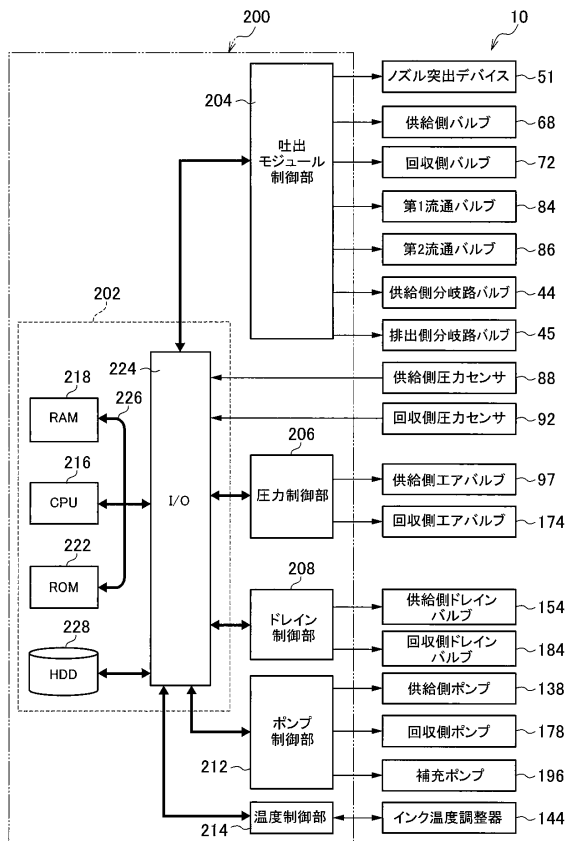 200
10
204
吐出
モジュール
制御部
ノズル突出デバイス
51
供給側バルブ
68
回収側バルブ
72
第1流通バルブ
84
第2流通バルブ
86
供給側分岐路バルブ
44
排出側分岐路バルブ
45
供給側圧力センサ
88
回収側圧力センサ
92
202
224
I/O
218
RAM
226
216
CPU
222
ROM
228
HDD
206
圧力制御部
供給側エアバルブ
97
回収側エアバルブ
174
208
ドレイン
制御部
供給側ドレイン
バルブ
154
回収側ドレイン
バルブ
184
ポンプ
制御部
212
供給側ポンプ
138
回収側ポンプ
178
補充ポンプ
196
温度制御部
214
インク温度調整器
144